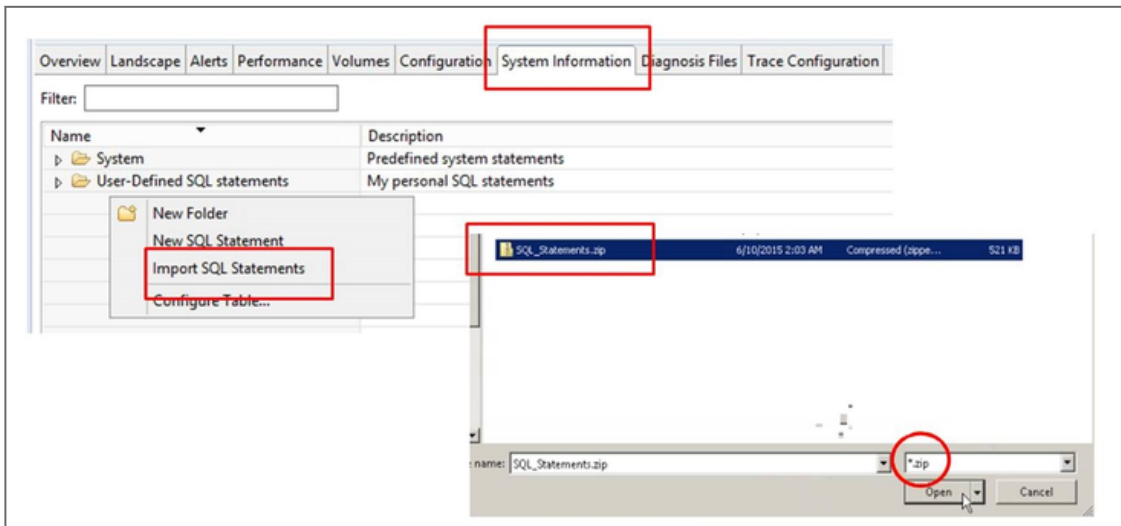 Overview Landscape Alerts Performance Volumes Configuration System Information Diagnosis Files Trace Configuration
Filter:
Name Description
System Predefined system statements
User-Defined SQL statements My personal SQL statements
New Folder
New SQL Statement
Import SQL Statements
Configure Table...
SQL_Statements.zip 6/10/2015 2:03 AM Compressed (zippe... 521 KB
name: SQL_Statements.zip *.zip
Open Cancel